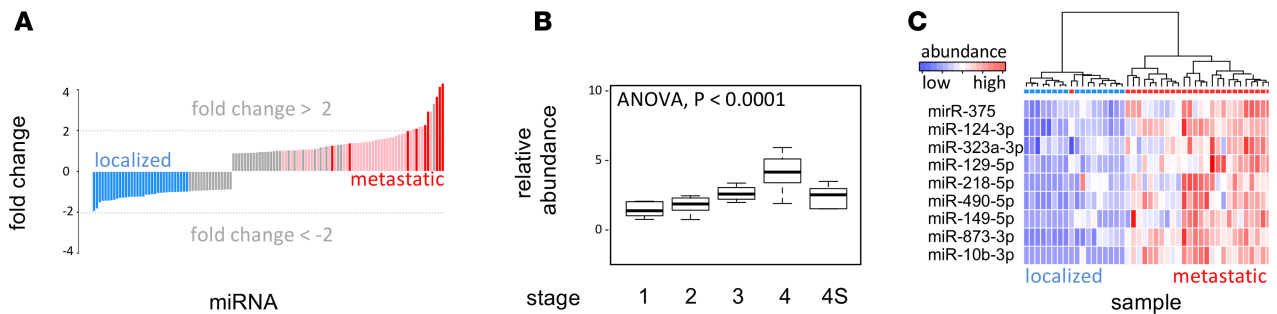 A
fold change
4
2
0
-2
-4
fold change > 2
localized
metastatic
fold change < -2
miRNA
B
relative
abundance
10
5
0
ANOVA, P < 0.0001
stage 1 2 3 4 4S
C
abundance
low high
mirR-375
miR-124-3p
miR-323a-3p
miR-129-5p
miR-218-5p
miR-490-5p
miR-149-5p
miR-873-3p
miR-10b-3p
localized metastatic
sample